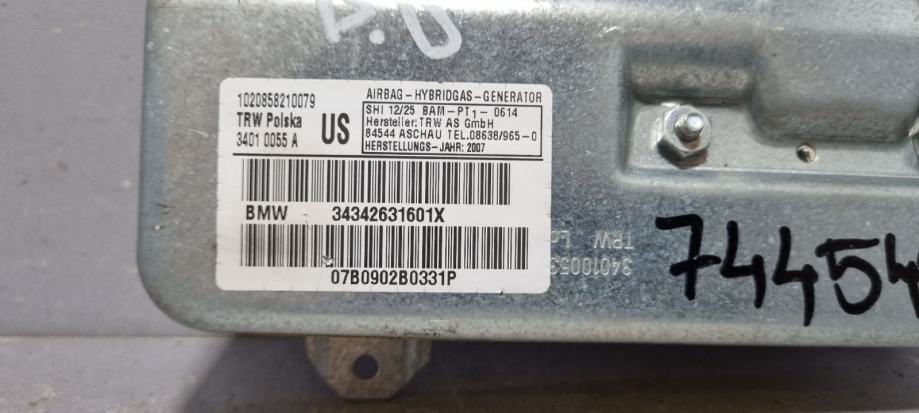 1020858210079
TRW Polska
3401 0055 A
US
AIRBAG-HYBRIDGAS-GENERATOR
SHI 12/25 BAM-PT1- 0614
Hersteller: TRW AS GmbH
84544 ASCHAU TEL.08638/965-0
HERSTELLUNGS-JAHR: 2007
BMW 34342631601X
07B0902B0331P
TRW
7445